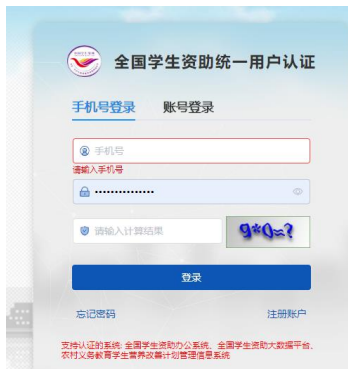 全国学生资助统一用户认证
手机号登录 账号登录
手机号
请输入手机号
•••••••••••••••
请输入计算结果 9*0≈?
登录
忘记密码 注册账户
支持认证的系统: 全国学生资助办公系统、全国学生资助大数据平台、
农村义务教育学生营养改善计划管理信息系统